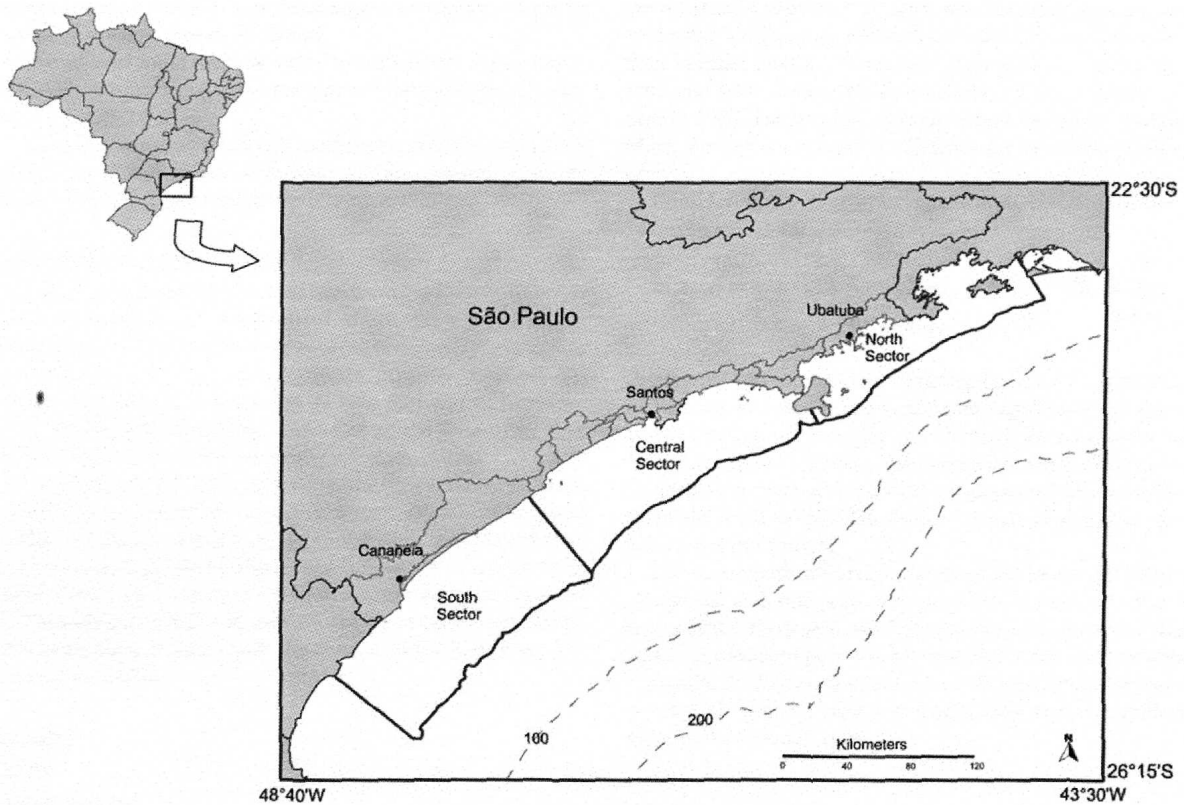 22°30'S
São Paulo
Ubatuba
North
Sector
Santos
Central
Sector
Cananéia
South
Sector
100
200
Kilometers
0 40 80 120
N
26°15'S
48°40'W
43°30'W